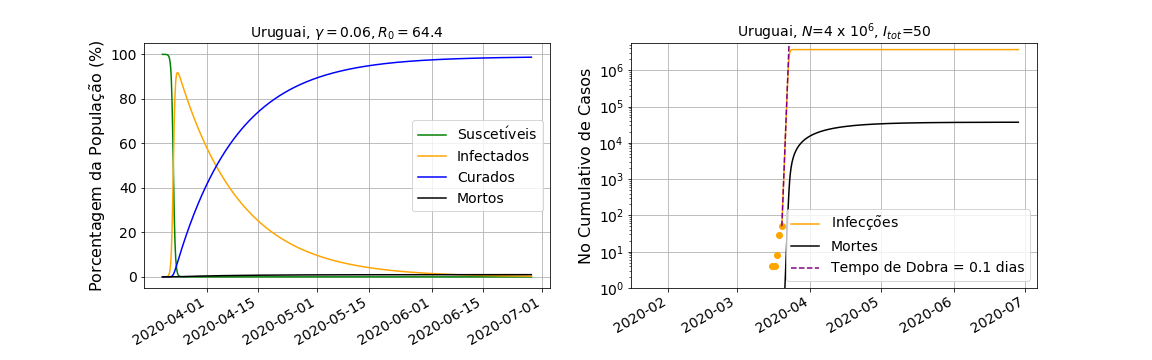 Uruguai, γ = 0.06, R₀ = 64.4
Porcentagem da População (%)
100
80
60
40
20
0
Suscetíveis
Infectados
Curados
Mortos
2020-04-01
2020-04-15
2020-05-01
2020-05-15
2020-06-01
2020-06-15
2020-07-01
Uruguai, N=4 x 10⁶, Iₜₒₜ=50
No Cumulativo de Casos
10⁶
10⁵
10⁴
10³
10²
10¹
10⁰
Infecções
Mortes
Tempo de Dobra = 0.1 dias
2020-02
2020-03
2020-04
2020-05
2020-06
2020-07